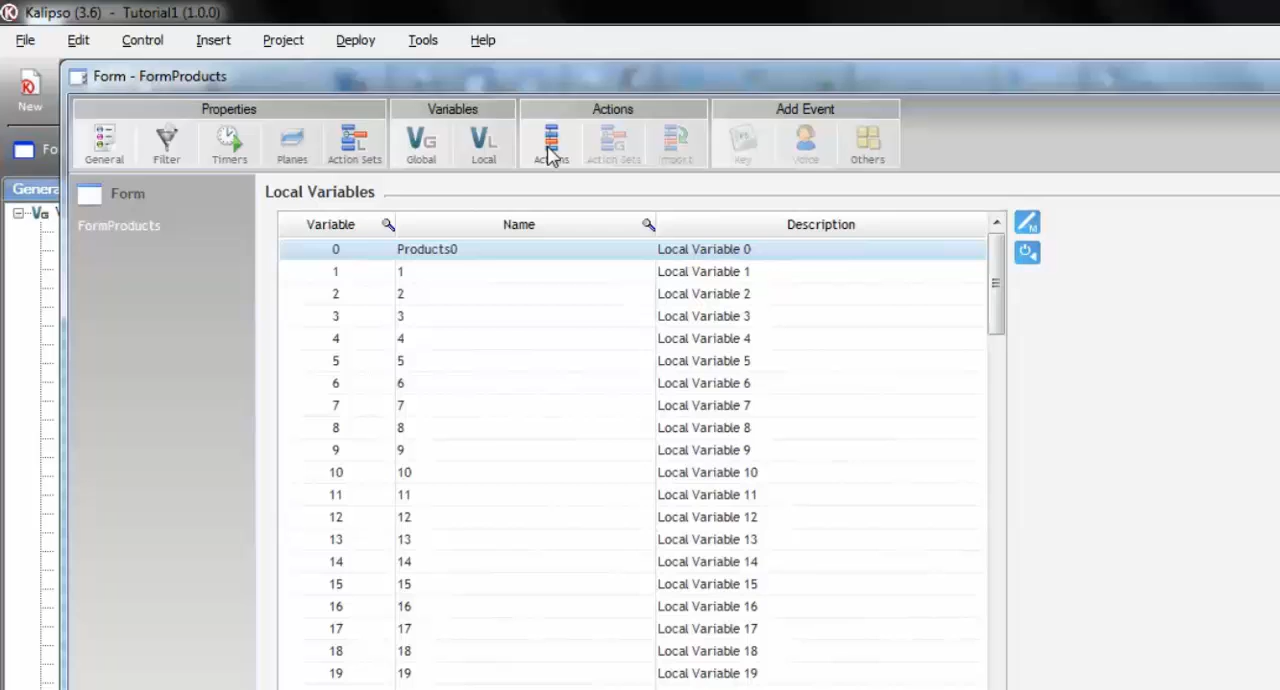 Kalipso (3.6) - Tutorial1 (1.0.0)
File Edit Control Insert Project Deploy Tools Help
Form - FormProducts
New
Properties Variables Actions Add Event
General Filter Timers Planes Action Sets Global Local Actions Action Sets Import Key Voice Others
Fo
Genera
Form
FormProducts
Local Variables
Variable Name Description
0 Products0 Local Variable 0
1 1 Local Variable 1
2 2 Local Variable 2
3 3 Local Variable 3
4 4 Local Variable 4
5 5 Local Variable 5
6 6 Local Variable 6
7 7 Local Variable 7
8 8 Local Variable 8
9 9 Local Variable 9
10 10 Local Variable 10
11 11 Local Variable 11
12 12 Local Variable 12
13 13 Local Variable 13
14 14 Local Variable 14
15 15 Local Variable 15
16 16 Local Variable 16
17 17 Local Variable 17
18 18 Local Variable 18
19 19 Local Variable 19